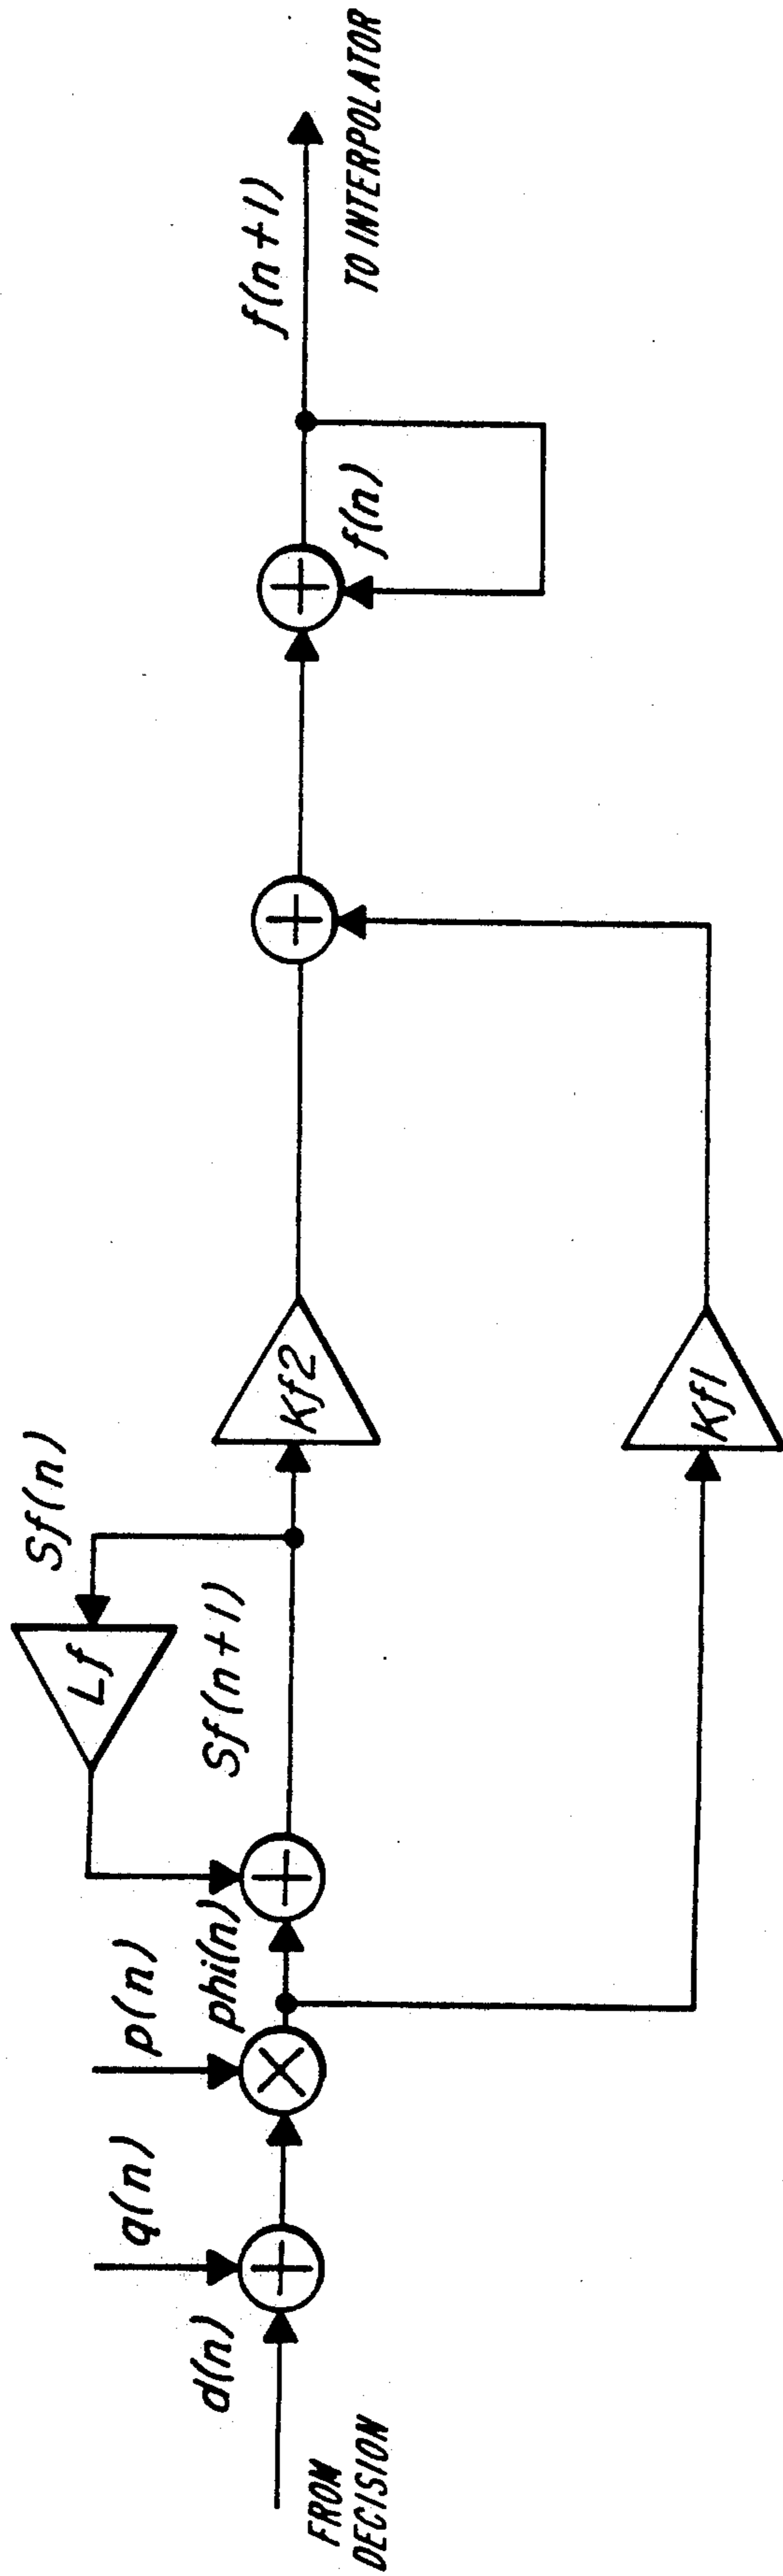 FROM
DECISION
d(n)
q(n)
p(n)
phi(n)
Lf
Sf(n)
Sf(n+1)
Kf2
Kf1
f(n)
f(n+1)
TO INTERPOLATOR